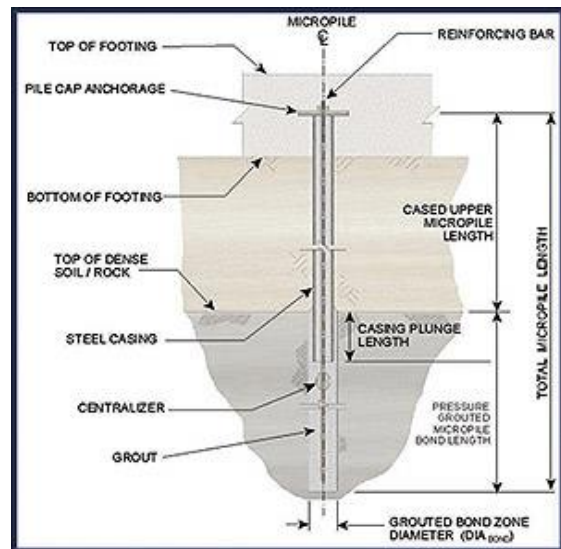 MICROPILE
℄
REINFORCING BAR
TOP OF FOOTING
PILE CAP ANCHORAGE
BOTTOM OF FOOTING
CASED UPPER
MICROPILE
LENGTH
TOP OF DENSE
SOIL / ROCK
STEEL CASING
CASING PLUNGE
LENGTH
TOTAL MICROPILE LENGTH
CENTRALIZER
PRESSURE
GROUTED
MICROPILE
BOND LENGTH
GROUT
GROUTED BOND ZONE
DIAMETER (DIA BOND)